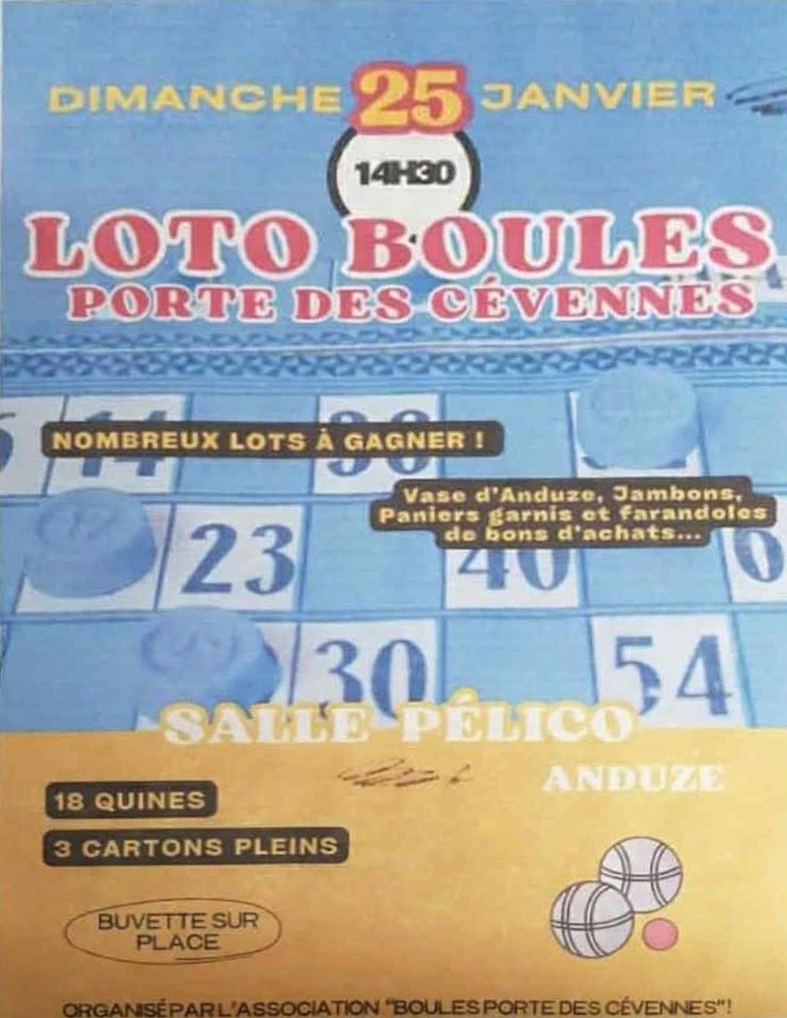 DIMANCHE 25 JANVIER
14H30
LOTO BOULES
PORTE DES CÉVENNES
14
30
NOMBREUX LOTS À GAGNER !
Vase d'Anduze, Jambons,
Paniers garnis et farandoles
de bons d'achats...
23
40
30
54
SALLE PÉLICO
ANDUZE
18 QUINES
3 CARTONS PLEINS
BUVETTE SUR
PLACE
ORGANISÉ PAR L'ASSOCIATION "BOULES PORTE DES CÉVENNES"!